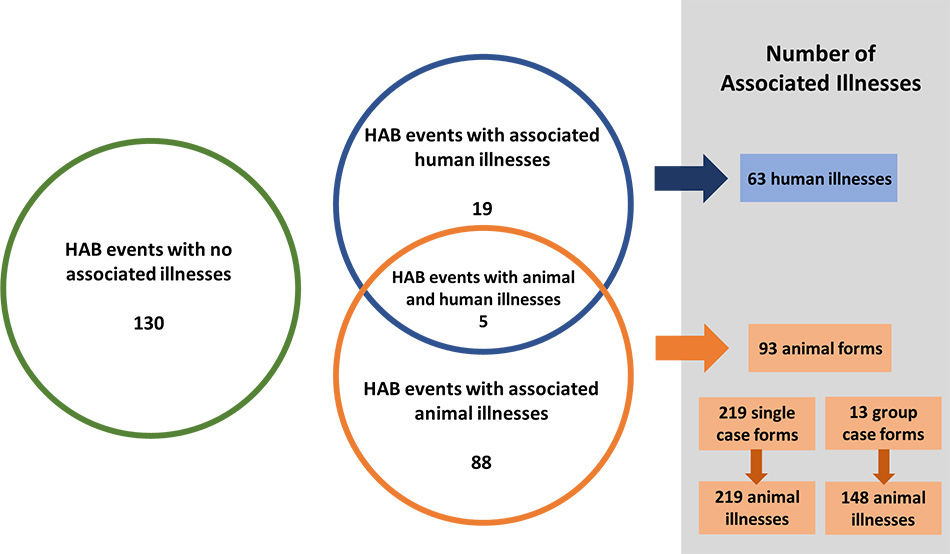 HAB events with no
associated illnesses
130
HAB events with associated
human illnesses
19
HAB events with animal
and human illnesses
5
HAB events with associated
animal illnesses
88
Number of
Associated Illnesses
63 human illnesses
93 animal forms
219 single
case forms
13 group
case forms
219 animal
illnesses
148 animal
illnesses